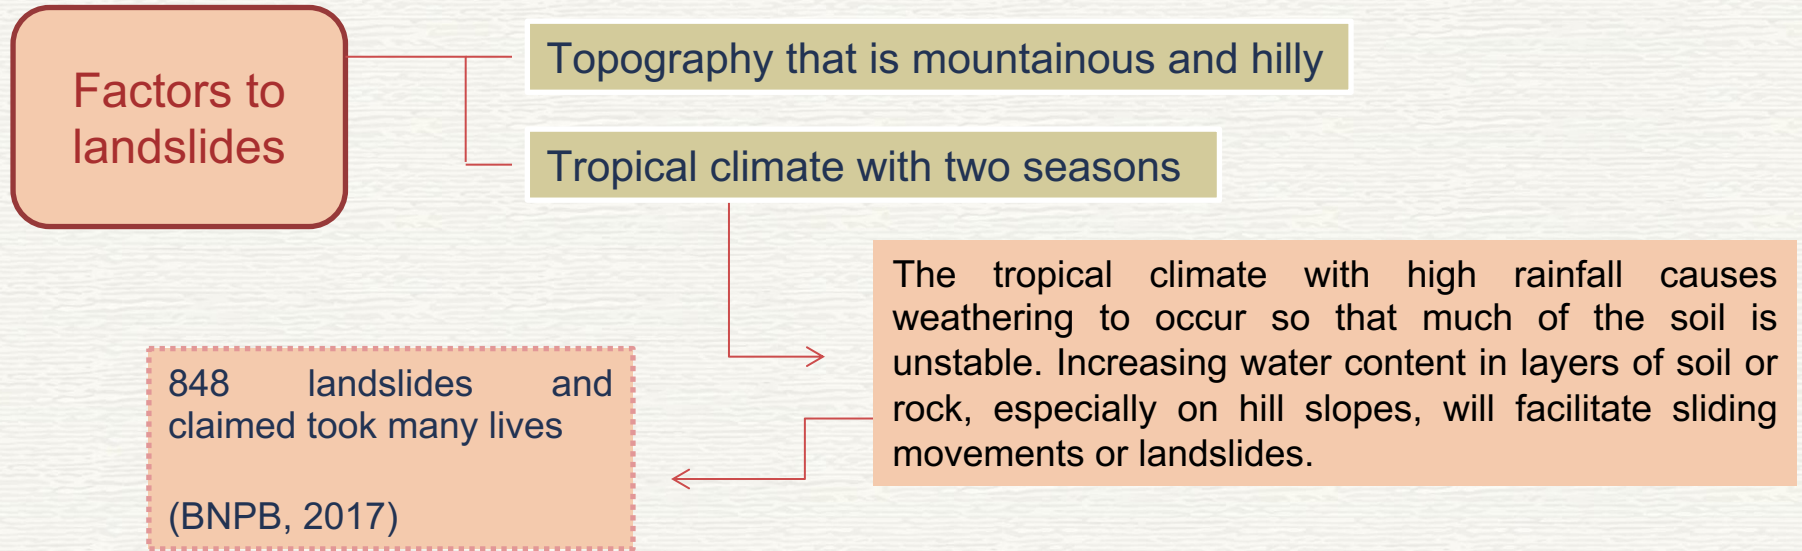 Factors to
landslides
Topography that is mountainous and hilly
Tropical climate with two seasons
The tropical climate with high rainfall causes
weathering to occur so that much of the soil is
unstable. Increasing water content in layers of soil or
rock, especially on hill slopes, will facilitate sliding
movements or landslides.
848 landslides and
claimed took many lives
(BNPB, 2017)